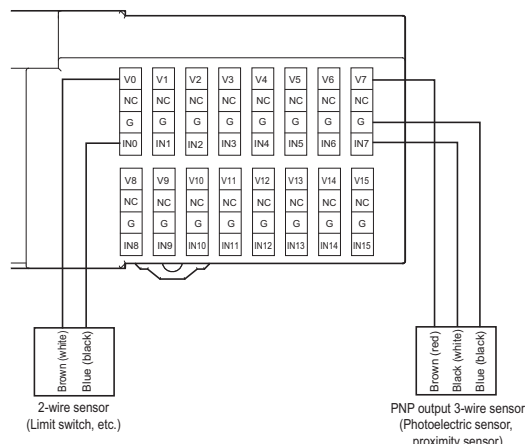 V0 V1 V2 V3 V4 V5 V6 V7
NC NC NC NC NC NC NC NC
G G G G G G G G
IN0 IN1 IN2 IN3 IN4 IN5 IN6 IN7
V8 V9 V10 V11 V12 V13 V14 V15
NC NC NC NC NC NC NC NC
G G G G G G G G
IN8 IN9 IN10 IN11 IN12 IN13 IN14 IN15
Brown (white)
Blue (black)
2-wire sensor
(Limit switch, etc.)
Brown (red)
Black (white)
Blue (black)
PNP output 3-wire sensor
(Photoelectric sensor,
proximity sensor)